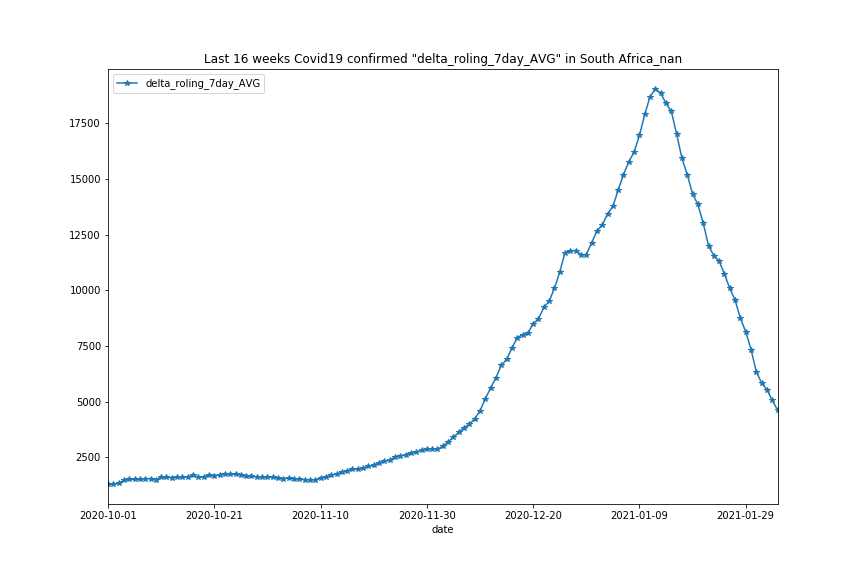 Last 16 weeks Covid19 confirmed "delta_roling_7day_AVG" in South Africa_nan
delta_roling_7day_AVG
17500
15000
12500
10000
7500
5000
2500
2020-10-01 2020-10-21 2020-11-10 2020-11-30 2020-12-20 2021-01-09 2021-01-29
date